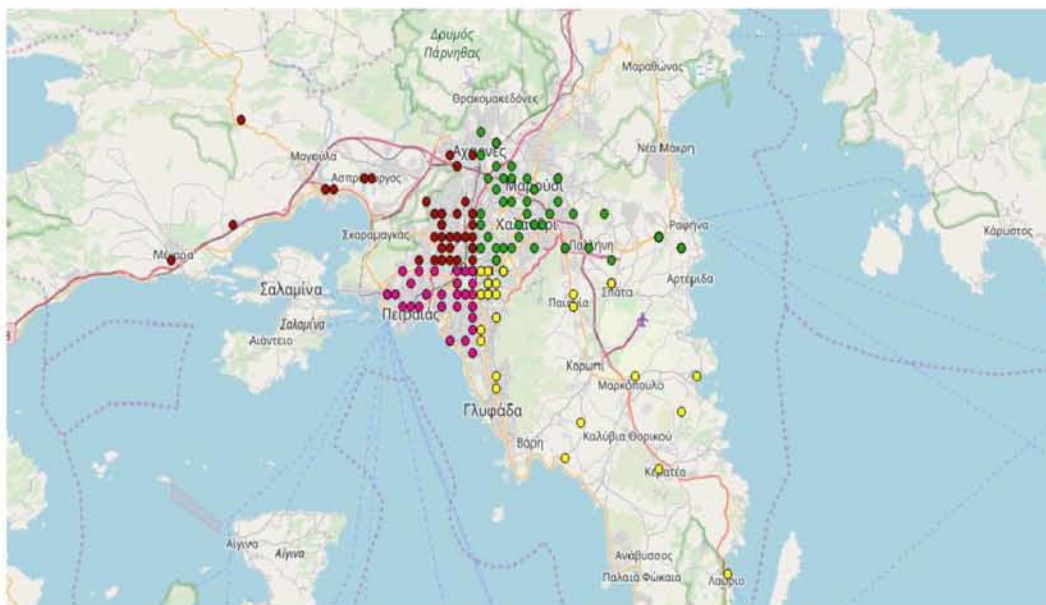 Δρυμός
Πάρνηθας
Μαραθώνας
Θρακομακεδόνες
Αχαρνές
Νέα Μάκρη
Μαγούλα
Ασπρόπυργος
Μαρούσι
Σκαραμαγκάς
Χαλάνδρι
Ραφήνα
Κάρυστος
Μέγαρα
Παλλήνη
Αρτέμιδα
Σαλαμίνα
Σπάτα
Παιανία
Σαλαμίνα
Πειραιάς
Αιάντειο
Κορωπί
Μαρκόπουλο
Γλυφάδα
Βάρη
Καλύβια Θορικού
Κερατέα
Αίγινα
Αίγινα
Ανάβυσσος
Παλαιά Φώκαια
Λαύριο